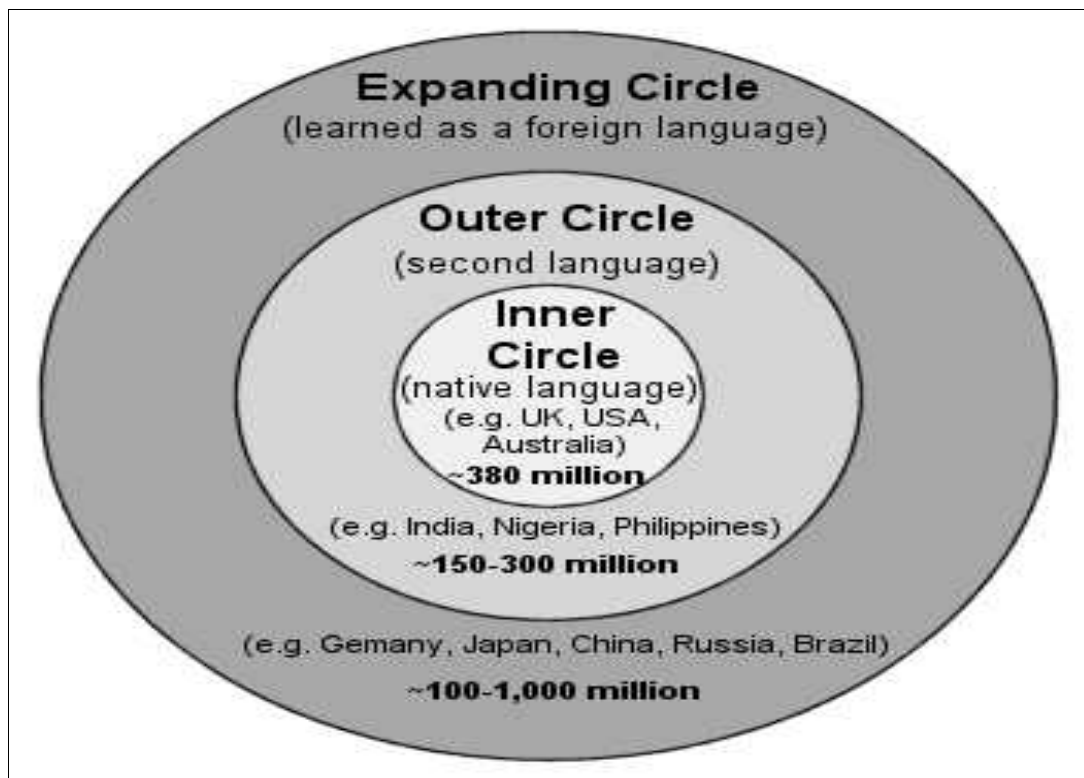 Expanding Circle
(learned as a foreign language)
Outer Circle
(second language)
Inner
Circle
(native language)
(e.g. UK, USA,
Australia)
~380 million
(e.g. India, Nigeria, Philippines)
~150-300 million
(e.g. Gemany, Japan, China, Russia, Brazil)
~100-1,000 million